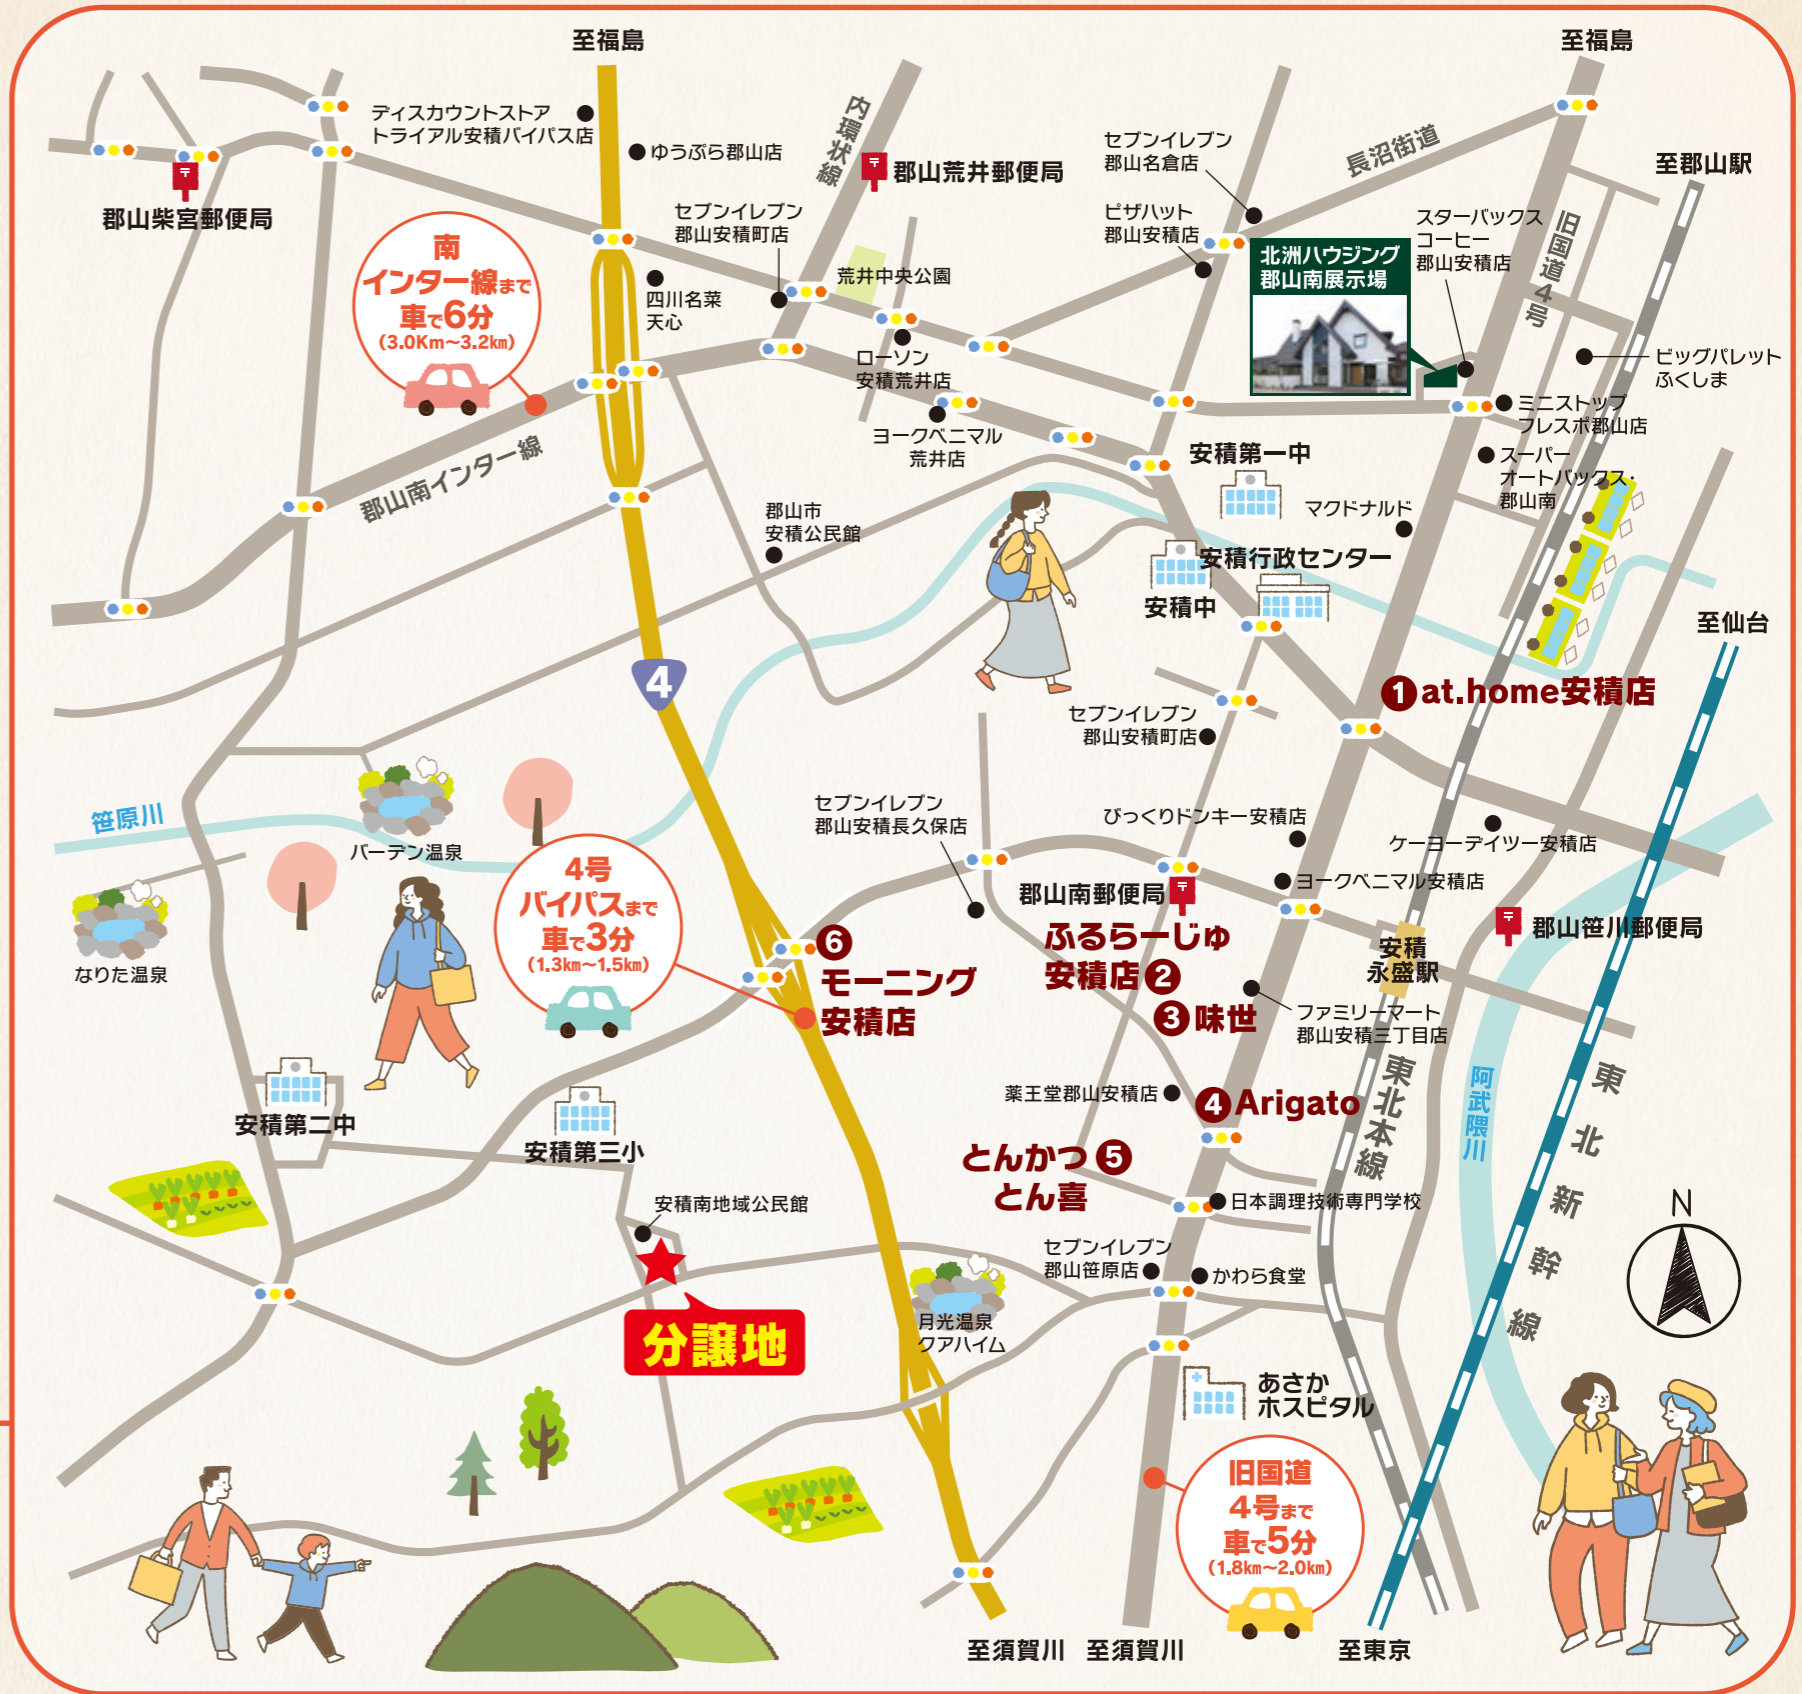 至福島
至福島
ディスカウントストア
トライアル安積バイパス店
ゆうぷら郡山店
内環状線
郡山荒井郵便局
セブンイレブン
郡山名倉店
長沼街道
至郡山駅
郡山柴宮郵便局
セブンイレブン
郡山安積町店
ピザハット
郡山安積店
スターバックス
コーヒー
郡山安積店
旧国道4号
南
インター線まで
車で6分
(3.0Km〜3.2km)
四川名菜
天心
荒井中央公園
北洲ハウジング
郡山南展示場
ローソン
安積荒井店
ビッグパレット
ふくしま
ミニストップ
フレスポ郡山店
ヨークベニマル
荒井店
安積第一中
スーパー
オートバックス・
郡山南
郡山南インター線
郡山市
安積公民館
マクドナルド
安積行政センター
安積中
至仙台
4
1 at.home安積店
セブンイレブン
郡山安積町店
笹原川
バーデン温泉
セブンイレブン
郡山安積長久保店
びっくりドンキー安積店
ケーヨーデイツー安積店
4号
バイパスまで
車で3分
(1.3km〜1.5km)
郡山南郵便局
ヨークベニマル安積店
なりた温泉
6
モーニング
安積店
ふるらーじゅ
安積店 2
安積
永盛駅
郡山笹川郵便局
3 味世
ファミリーマート
郡山安積三丁目店
東北本線
阿武隈川
東北新幹線
安積第二中
安積第三小
薬王堂郡山安積店
4 Arigato
とんかつ 5
とん喜
安積南地域公民館
日本調理技術専門学校
N
セブンイレブン
郡山笹原店
かわら食堂
分譲地
月光温泉
クアハイム
あさか
ホスピタル
旧国道
4号まで
車で5分
(1.8km〜2.0km)
至須賀川
至須賀川
至東京